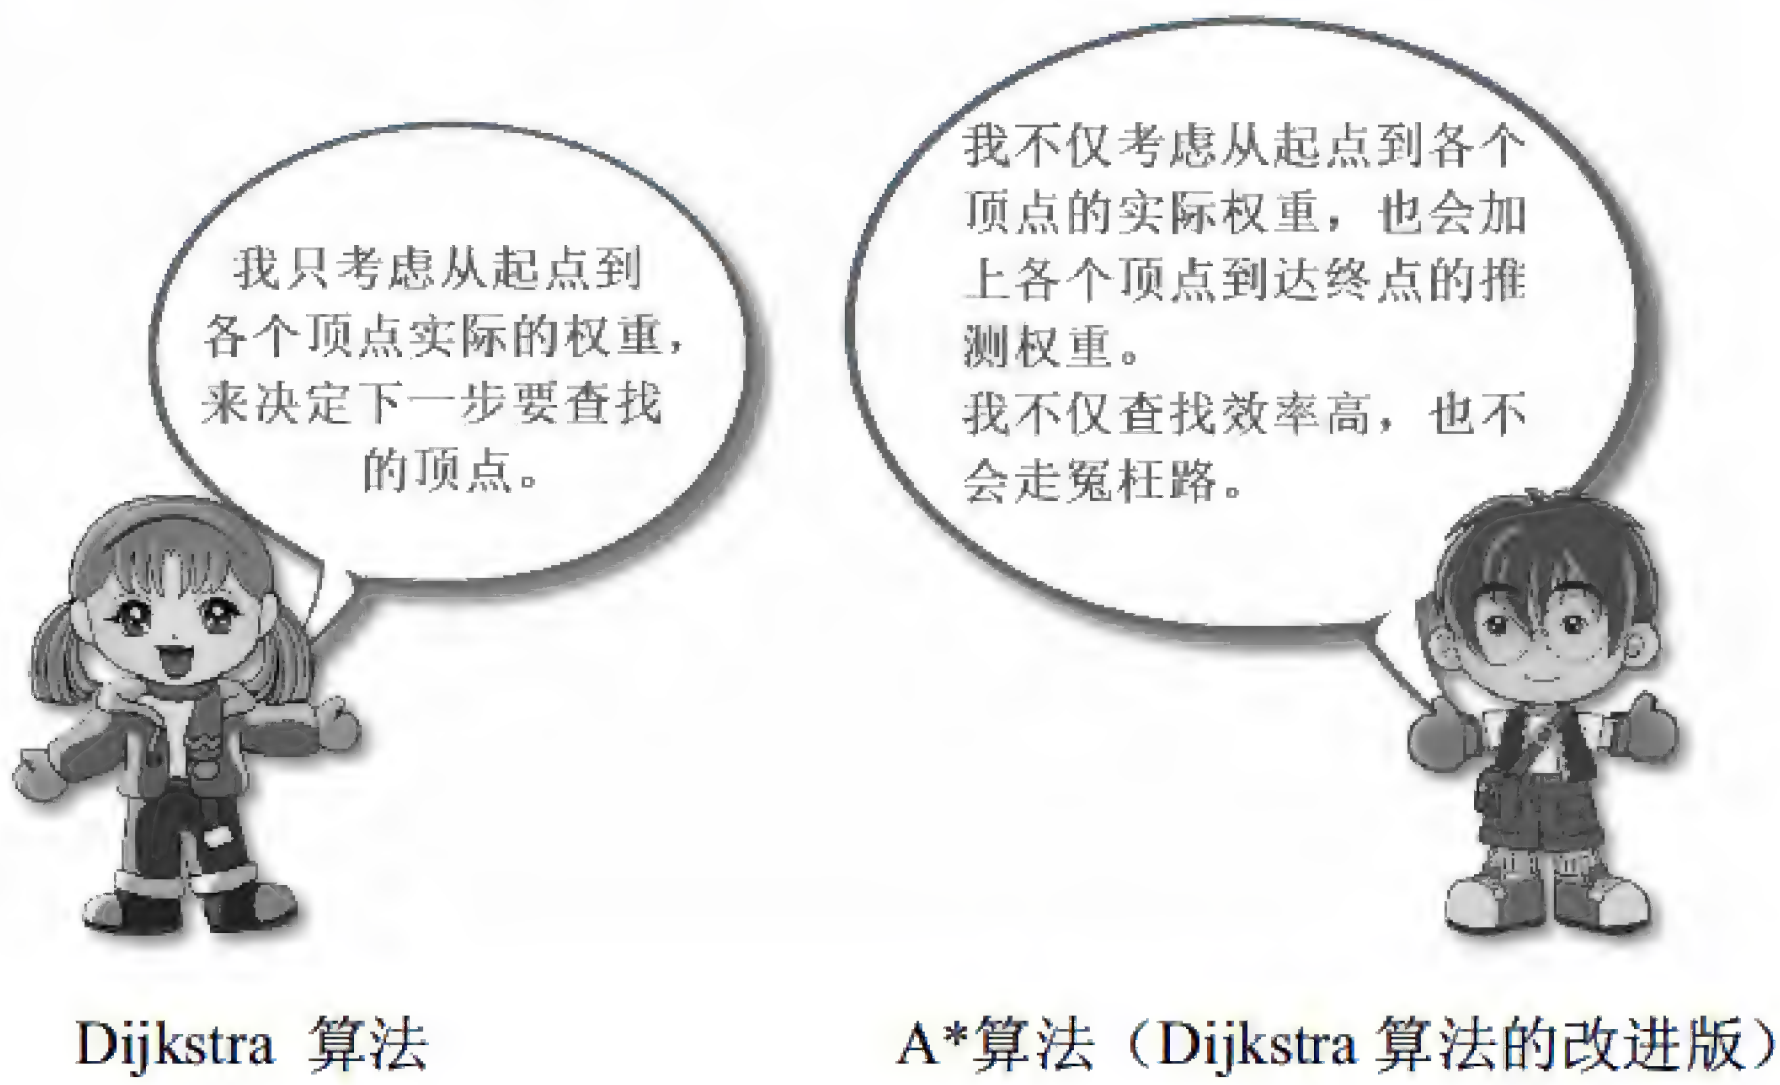 我只考虑从起点到
各个顶点实际的权重，
来决定下一步要查找
的顶点。
我不仅考虑从起点到各个
顶点的实际权重，也会加
上各个顶点到达终点的推
测权重。
我不仅查找效率高，也不
会走冤枉路。
Dijkstra 算法
A*算法（Dijkstra 算法的改进版）